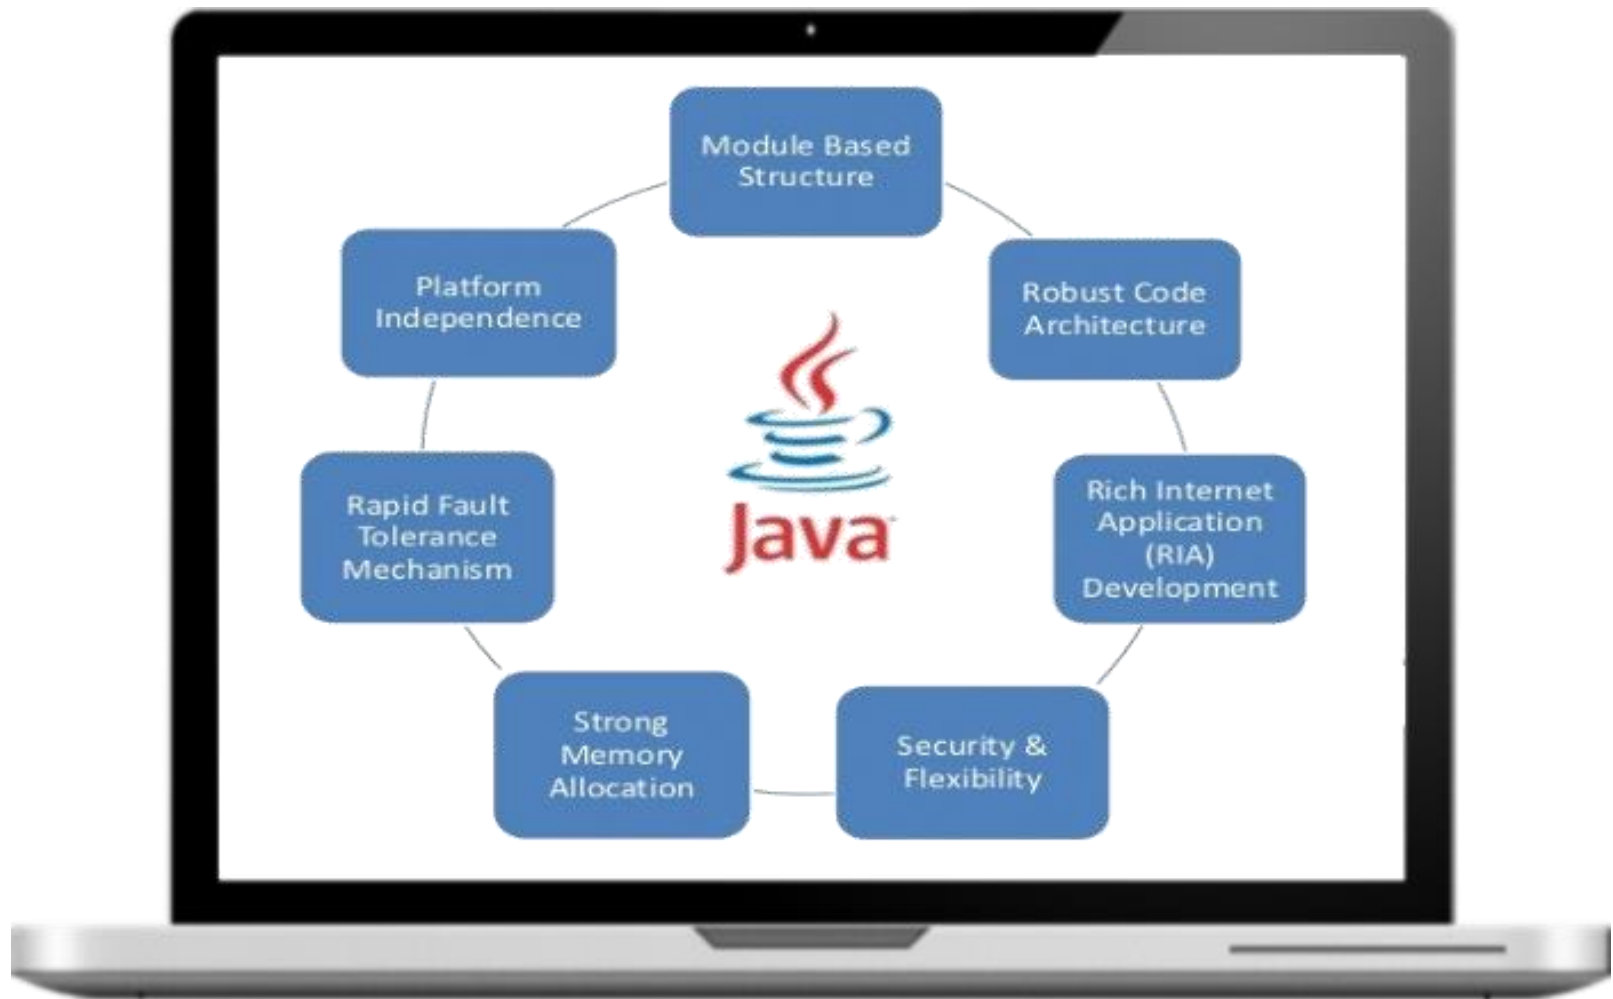 Module Based
Structure
Platform
Independence
Robust Code
Architecture
Java
Rapid Fault
Tolerance
Mechanism
Rich Internet
Application
(RIA)
Development
Strong
Memory
Allocation
Security &
Flexibility